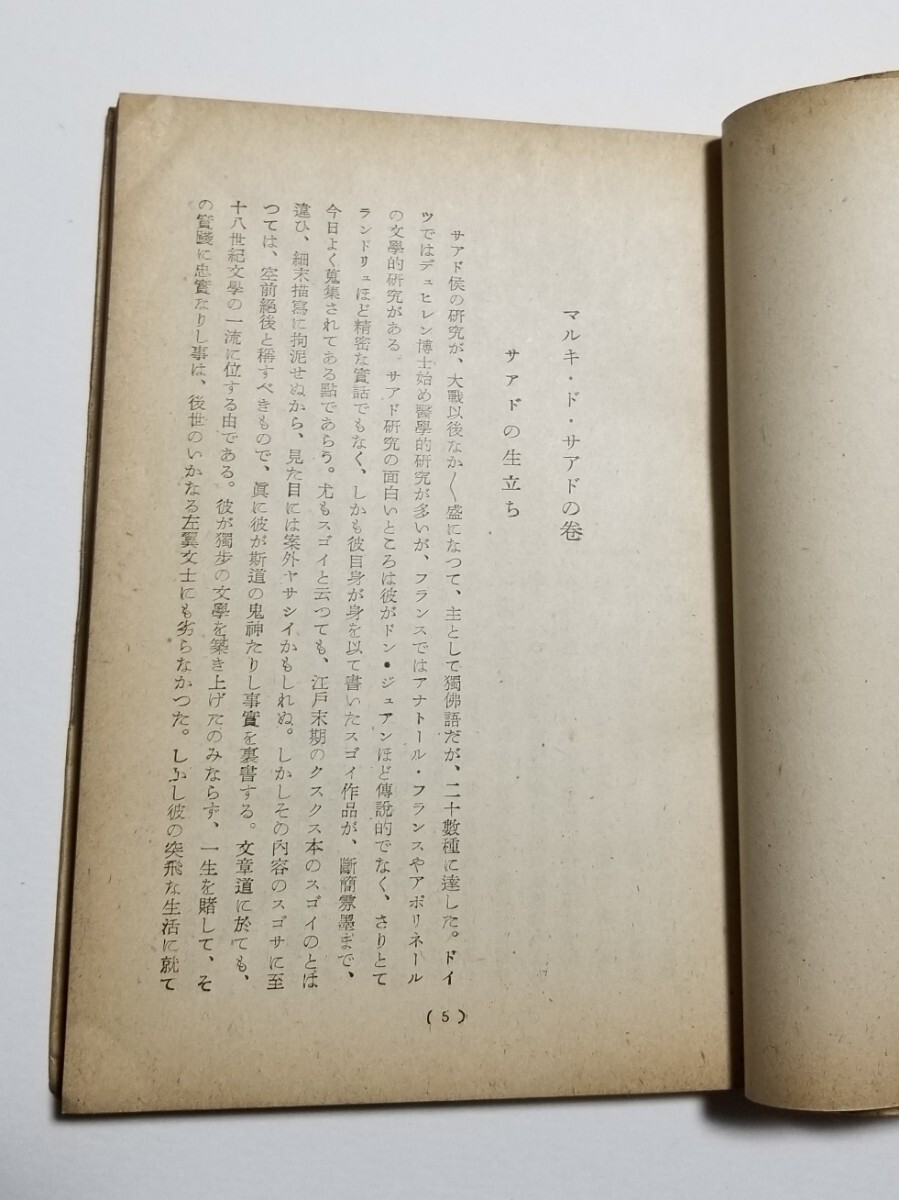 マルキ・ド・サアドの卷
サアドの生立ち
サアド侯の硏究が、大戰以後なか〱盛になつて、主として獨佛語だが、二十數種に達した。ドイ
ツではデュヒレン博士始め醫學的硏究が多いが、フランスではアナトール・フランスやアポリネール
の文學的硏究がある。サアド硏究の面白いところは彼がドン・ジュアンほど傳說的でなく、さりとて
ランドリュほど精密な實話でもなく、しかも彼自身が身を以て書いたスゴイ作品が、斷簡零墨まで、
今日よく蒐集されてある點であらう。尤もスゴイと云つても、江戶末期のクスクス本のスゴイのとは
違ひ、細末描寫に拘泥せぬから、見た目には案外ヤサシイかもしれぬ。しかしその內容のスゴサに至
つては、空前絕後と稱すべきもので、眞に彼が斯道の鬼神たりし事實を裏書する。文章道に於ても、
十八世紀文學の一流に位する由である。彼が獨步の文學を築き上げたのみならず、一生を賭して、そ
の實踐に忠實なりし事は、後世のいかなる左翼文士にも劣らなかつた。しかし彼の突飛な生活に就て
(5)